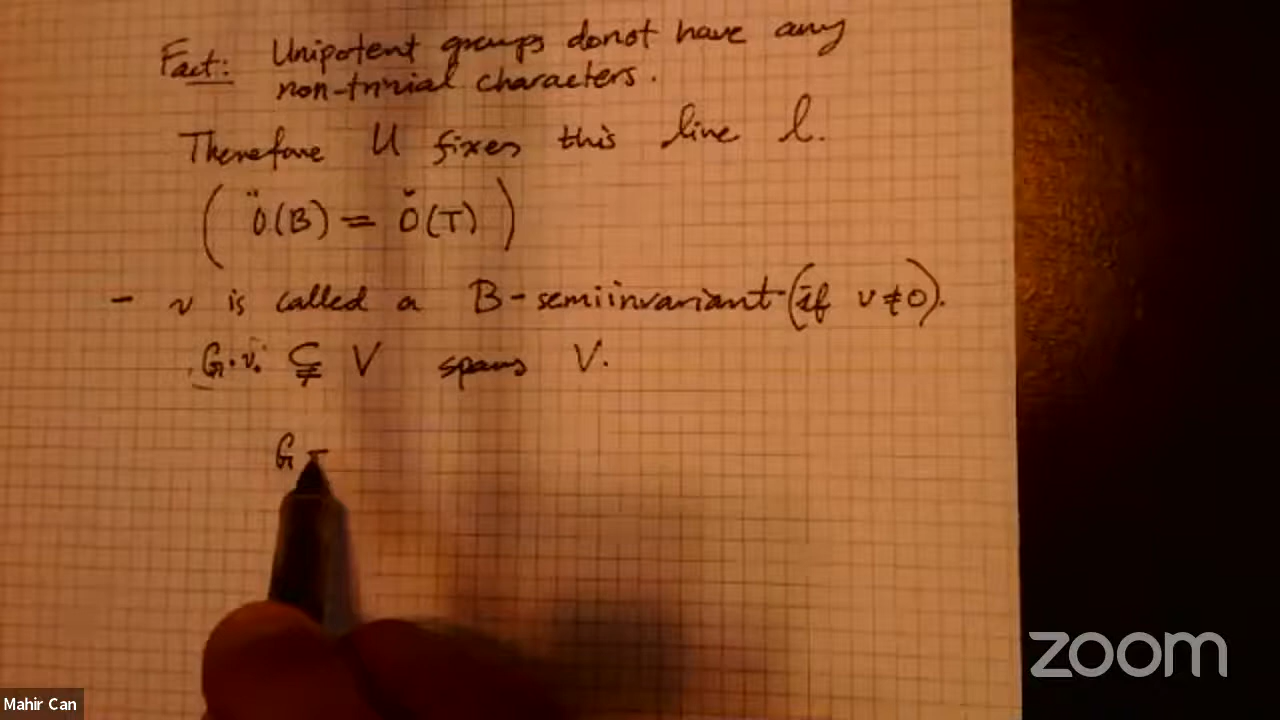 Fact: Unipotent groups donot have any
non-trivial characters.
Therefore U fixes this line l.
( Ö(B) = Ŏ(T) )
- v is called a B-semiinvariant (if v ≠ 0).
G·v. ⊊ V spans V.
G
zoom
Mahir Can